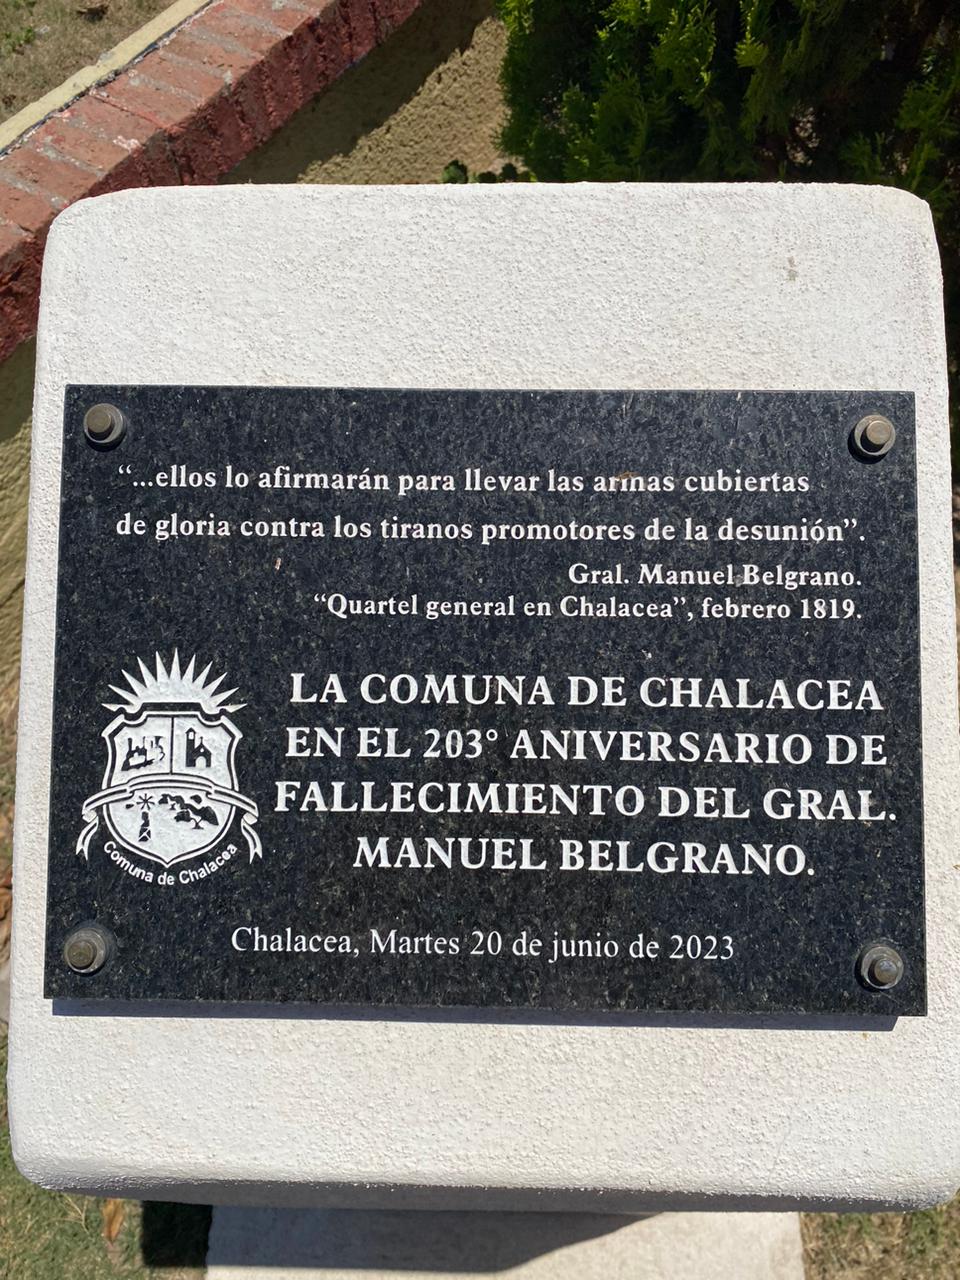 “...ellos lo afirmarán para llevar las armas cubiertas
de gloria contra los tiranos promotores de la desunión”.
Gral. Manuel Belgrano.
“Quartel general en Chalacea”, febrero 1819.
LA COMUNA DE CHALACEA
EN EL 203° ANIVERSARIO DE
FALLECIMIENTO DEL GRAL.
MANUEL BELGRANO.
Comuna de Chalacea
Chalacea, Martes 20 de junio de 2023